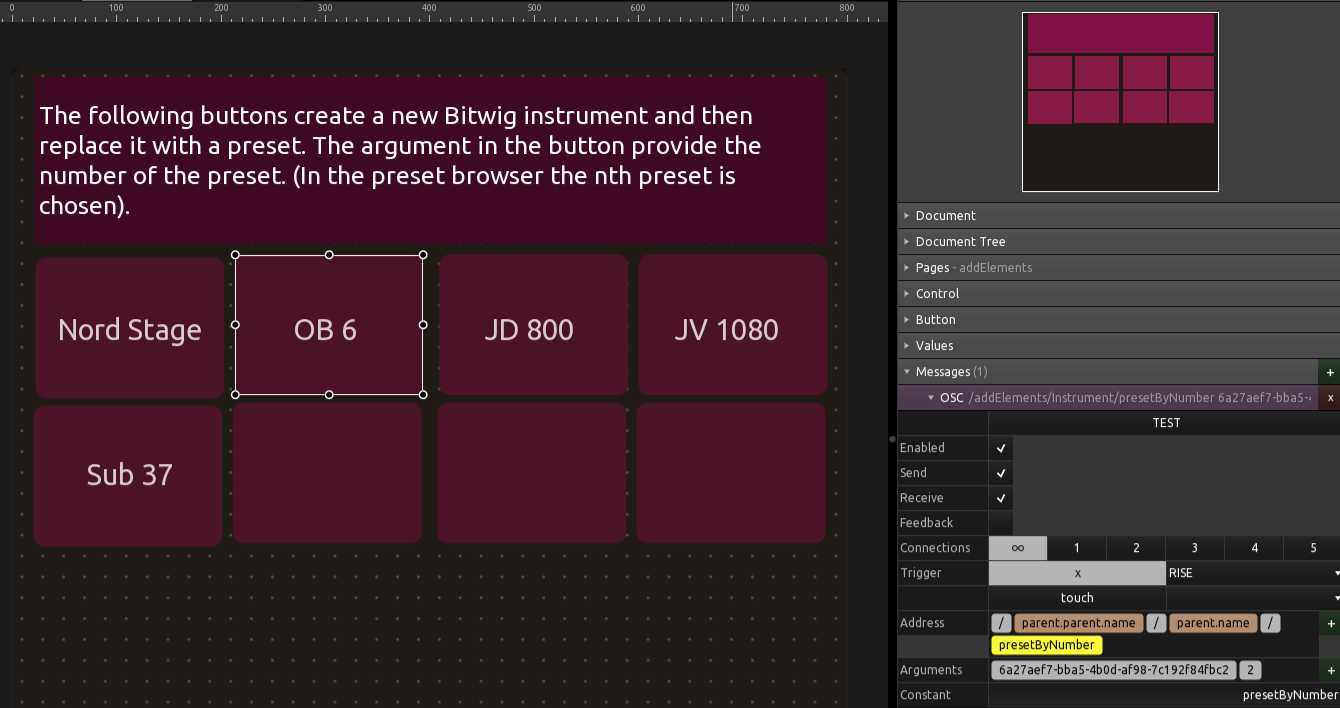 0 100 200 300 400 500 600 700 800
The following buttons create a new Bitwig instrument and then
replace it with a preset. The argument in the button provide the
number of the preset. (In the preset browser the nth preset is
chosen).
Nord Stage OB 6 JD 800 JV 1080
Sub 37
Document
Document Tree
Pages - addElements
Control
Button
Values
Messages (1) +
OSC /addElements/Instrument/presetByNumber 6a27aef7-bba5-4 x
TEST
Enabled
Send
Receive
Feedback
Connections ∞ 1 2 3 4 5
Trigger x RISE
touch
Address / parent.parent.name / parent.name / +
presetByNumber
Arguments 6a27aef7-bba5-4b0d-af98-7c192f84fbc2 2 +
Constant presetByNumber